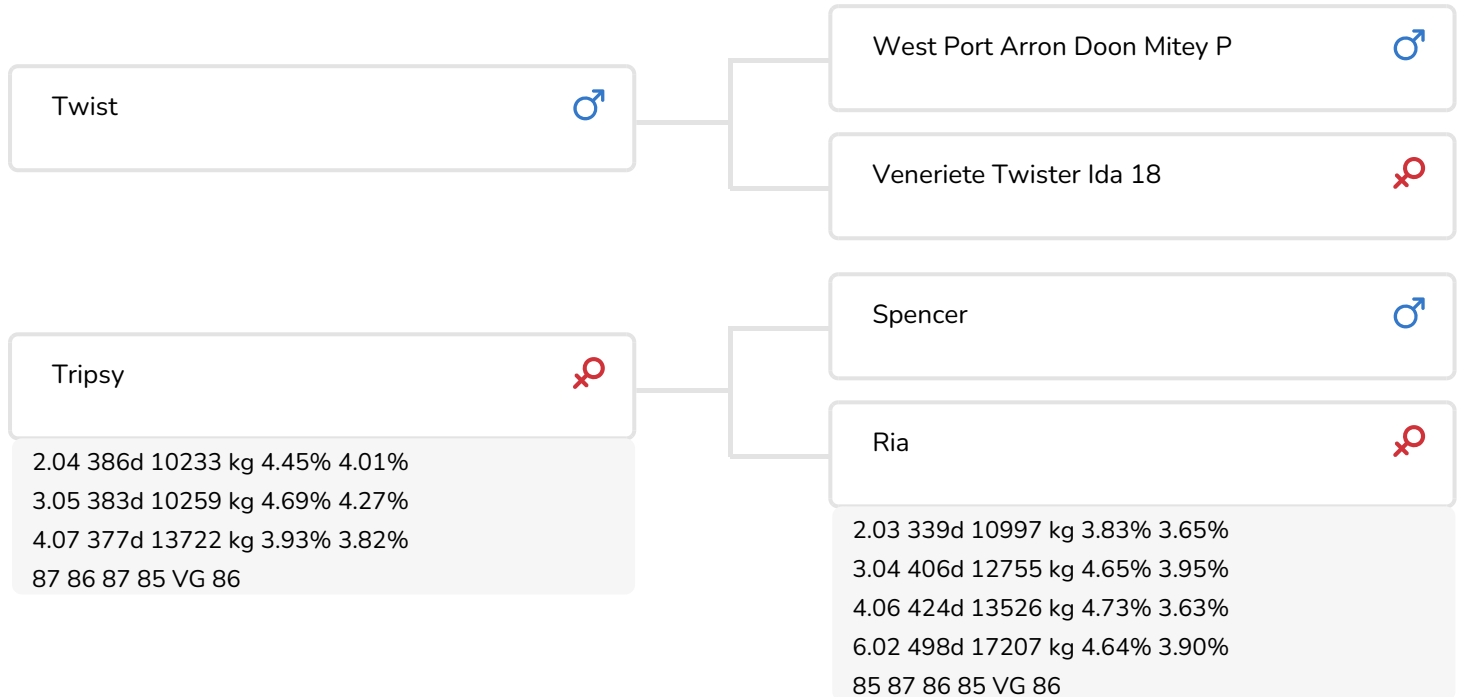 West Port Arron Doon Mitey P
Twist
Veneriete Twister Ida 18
Spencer
Tripsy
2.04 386d 10233 kg 4.45% 4.01%
3.05 383d 10259 kg 4.69% 4.27%
4.07 377d 13722 kg 3.93% 3.82%
87 86 87 85 VG 86
Ria
2.03 339d 10997 kg 3.83% 3.65%
3.04 406d 12755 kg 4.65% 3.95%
4.06 424d 13526 kg 4.73% 3.63%
6.02 498d 17207 kg 4.64% 3.90%
85 87 86 85 VG 86